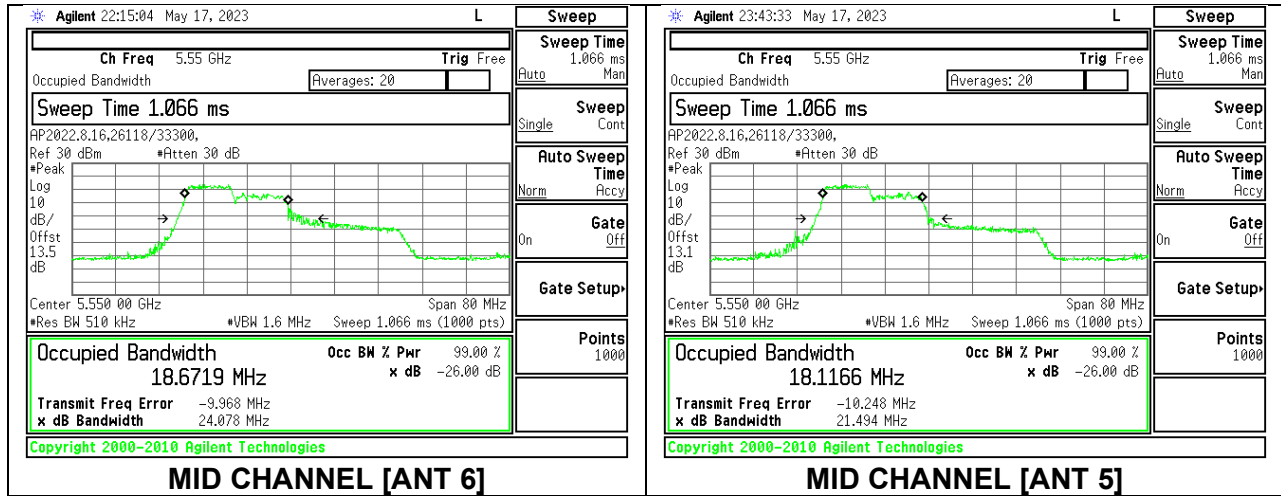 Agilent 22:15:04 May 17, 2023 L Sweep
Ch Freq 5.55 GHz Trig Free
Occupied Bandwidth Averages: 20
Sweep Time 1.066 ms
AP2022.8.16,26118/33300,
Ref 30 dBm #Atten 30 dB
#Peak
Log
10
dB/
Offst
13.5
dB
Center 5.550 00 GHz Span 80 MHz
#Res BW 510 kHz #VBW 1.6 MHz Sweep 1.066 ms (1000 pts)
Occupied Bandwidth Occ BW % Pwr 99.00 %
18.6719 MHz x dB -26.00 dB
Transmit Freq Error -9.968 MHz
x dB Bandwidth 24.078 MHz
Copyright 2000-2010 Agilent Technologies
Sweep Time
1.066 ms
Auto Man
Sweep
Single Cont
Auto Sweep
Time
Norm Accy
Gate
On Off
Gate Setup
Points
1000
MID CHANNEL [ANT 6]
Agilent 23:43:33 May 17, 2023 L Sweep
Ch Freq 5.55 GHz Trig Free
Occupied Bandwidth Averages: 20
Sweep Time 1.066 ms
AP2022.8.16,26118/33300,
Ref 30 dBm #Atten 30 dB
#Peak
Log
10
dB/
Offst
13.1
dB
Center 5.550 00 GHz Span 80 MHz
#Res BW 510 kHz #VBW 1.6 MHz Sweep 1.066 ms (1000 pts)
Occupied Bandwidth Occ BW % Pwr 99.00 %
18.1166 MHz x dB -26.00 dB
Transmit Freq Error -10.248 MHz
x dB Bandwidth 21.494 MHz
Copyright 2000-2010 Agilent Technologies
Sweep Time
1.066 ms
Auto Man
Sweep
Single Cont
Auto Sweep
Time
Norm Accy
Gate
On Off
Gate Setup
Points
1000
MID CHANNEL [ANT 5]